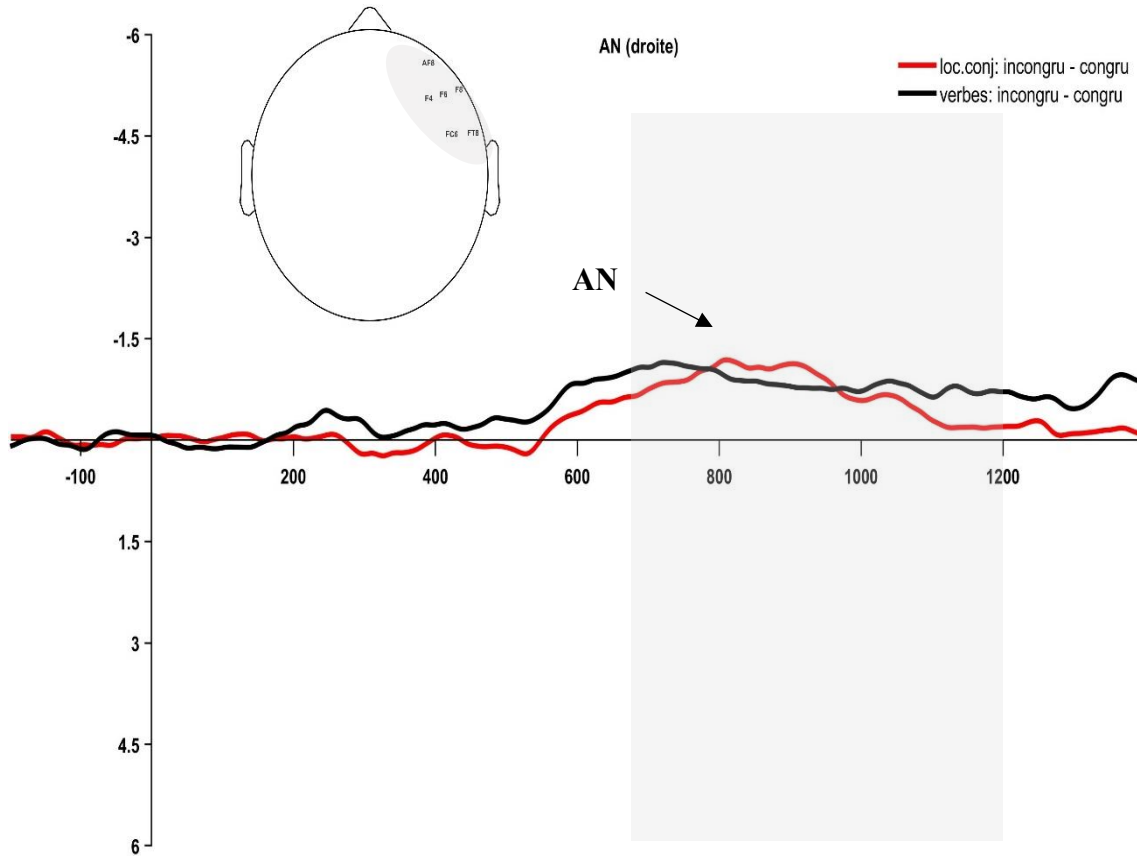 -6
AN (droite)
loc.conj: incongru - congru
verbes: incongru - congru
AF8
F8
F6
F4
FC6
FT8
-4.5
-3
AN
-1.5
-100
200
400
600
800
1000
1200
1.5
3
4.5
6